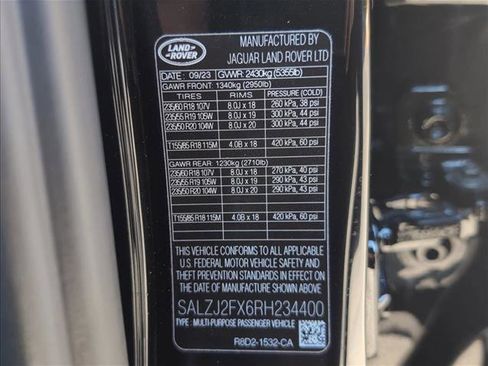 LAND ROVER
MANUFACTURED BY
JAGUAR LAND ROVER LTD
DATE : 09/23 GVWR: 2430kg (5355lb)
GAWR FRONT: 1340kg (2950lb)
TIRES RIMS PRESSURE (COLD)
235/60 R18 107V 8.0J x 18 260 kPa, 38 psi
235/55 R19 105W 8.0J x 19 300 kPa, 44 psi
235/50 R20 104W 8.0J x 20 300 kPa, 44 psi
T155/85 R18 115M 4.0B x 18 420 kPa, 60 psi
GAWR REAR: 1230kg (2710lb)
235/60 R18 107V 8.0J x 18 270 kPa, 40 psi
235/55 R19 105W 8.0J x 19 290 kPa, 43 psi
235/50 R20 104W 8.0J x 20 290 kPa, 43 psi
T155/85 R18 115M 4.0B x 18 420 kPa, 60 psi
THIS VEHICLE CONFORMS TO ALL APPLICABLE
U.S. FEDERAL MOTOR VEHICLE SAFETY AND
THEFT PREVENTION STANDARDS IN EFFECT ON
THE DATE OF MANUFACTURE SHOWN ABOVE
SALZJ2FX6RH234400
TYPE : MULTI-PURPOSE PASSENGER VEHICLE
R8D2-1532-CA